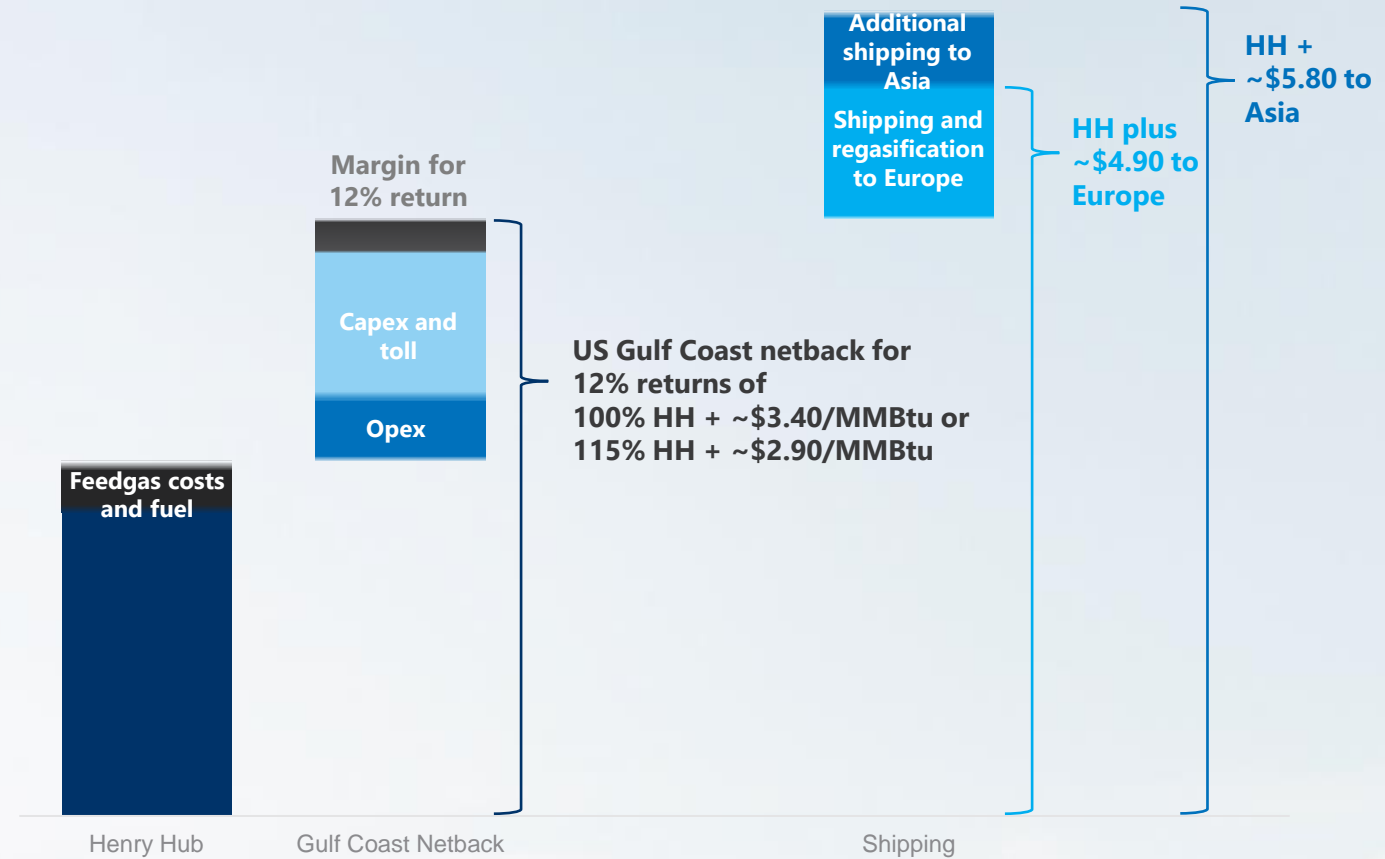 Additional
shipping to
Asia
HH +
~$5.80 to
Asia
Shipping and
regasification
to Europe
HH plus
~$4.90 to
Europe
Margin for
12% return
Capex and
toll
US Gulf Coast netback for
12% returns of
100% HH + ~$3.40/MMBtu or
115% HH + ~$2.90/MMBtu
Opex
Feedgas costs
and fuel
Henry Hub
Gulf Coast Netback
Shipping